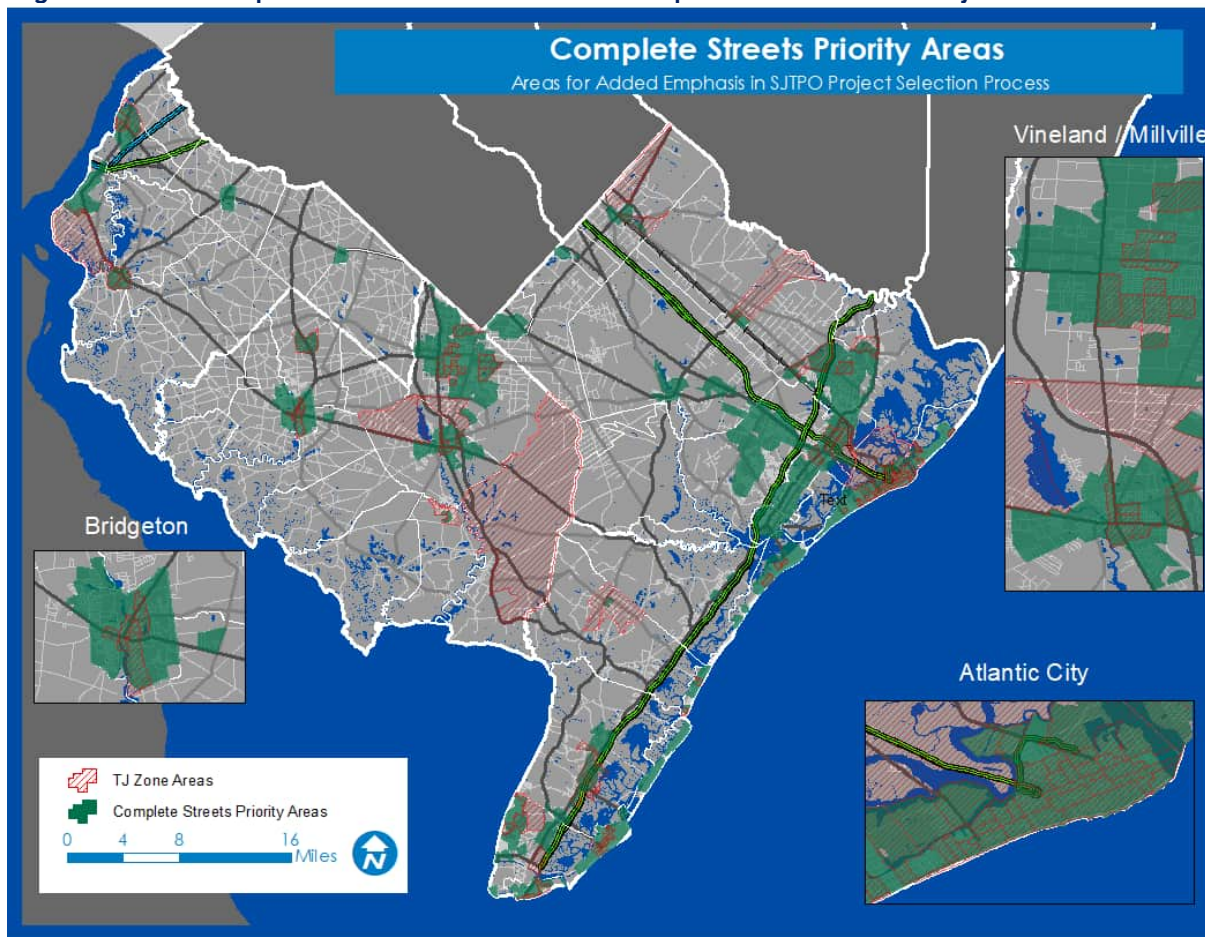 Complete Streets Priority Areas
Areas for Added Emphasis in SJTPO Project Selection Process
Vineland / Millville
Text
Bridgeton
Atlantic City
TJ Zone Areas
Complete Streets Priority Areas
0 4 8 16
Miles
N